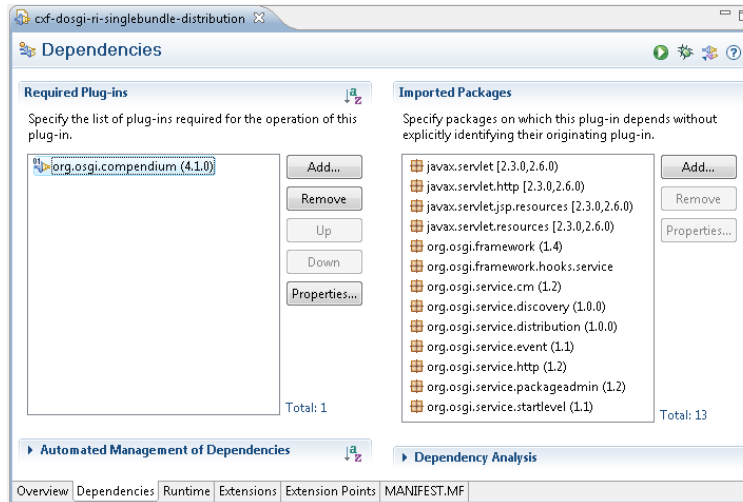 cxf-dosgi-ri-singlebundle-distribution
Dependencies
Required Plug-ins
Specify the list of plug-ins required for the operation of this
plug-in.
org.osgi.compendium (4.1.0)
Add...
Remove
Up
Down
Properties...
Total: 1
Automated Management of Dependencies
Imported Packages
Specify packages on which this plug-in depends without
explicitly identifying their originating plug-in.
javax.servlet [2.3.0,2.6.0)
javax.servlet.http [2.3.0,2.6.0)
javax.servlet.jsp.resources [2.3.0,2.6.0)
javax.servlet.resources [2.3.0,2.6.0)
org.osgi.framework (1.4)
org.osgi.framework.hooks.service
org.osgi.service.cm (1.2)
org.osgi.service.discovery (1.0.0)
org.osgi.service.distribution (1.0.0)
org.osgi.service.event (1.1)
org.osgi.service.http (1.2)
org.osgi.service.packageadmin (1.2)
org.osgi.service.startlevel (1.1)
Add...
Remove
Properties...
Total: 13
Dependency Analysis
Overview Dependencies Runtime Extensions Extension Points MANIFEST.MF